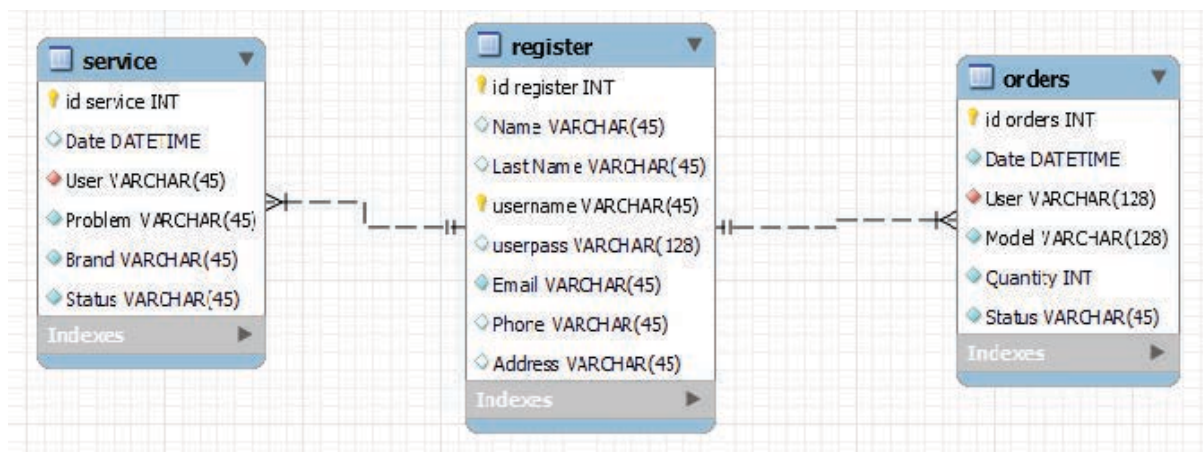 service
id service INT
Date DATETIME
User VARCHAR(45)
Problem VARCHAR(45)
Brand VARCHAR(45)
Status VARCHAR(45)
Indexes
register
id register INT
Name VARCHAR(45)
Last Name VARCHAR(45)
username VARCHAR(45)
userpass VARCHAR(128)
Email VARCHAR(45)
Phone VARCHAR(45)
Address VARCHAR(45)
Indexes
orders
id orders INT
Date DATETIME
User VARCHAR(128)
Model VARCHAR(128)
Quantity INT
Status VARCHAR(45)
Indexes